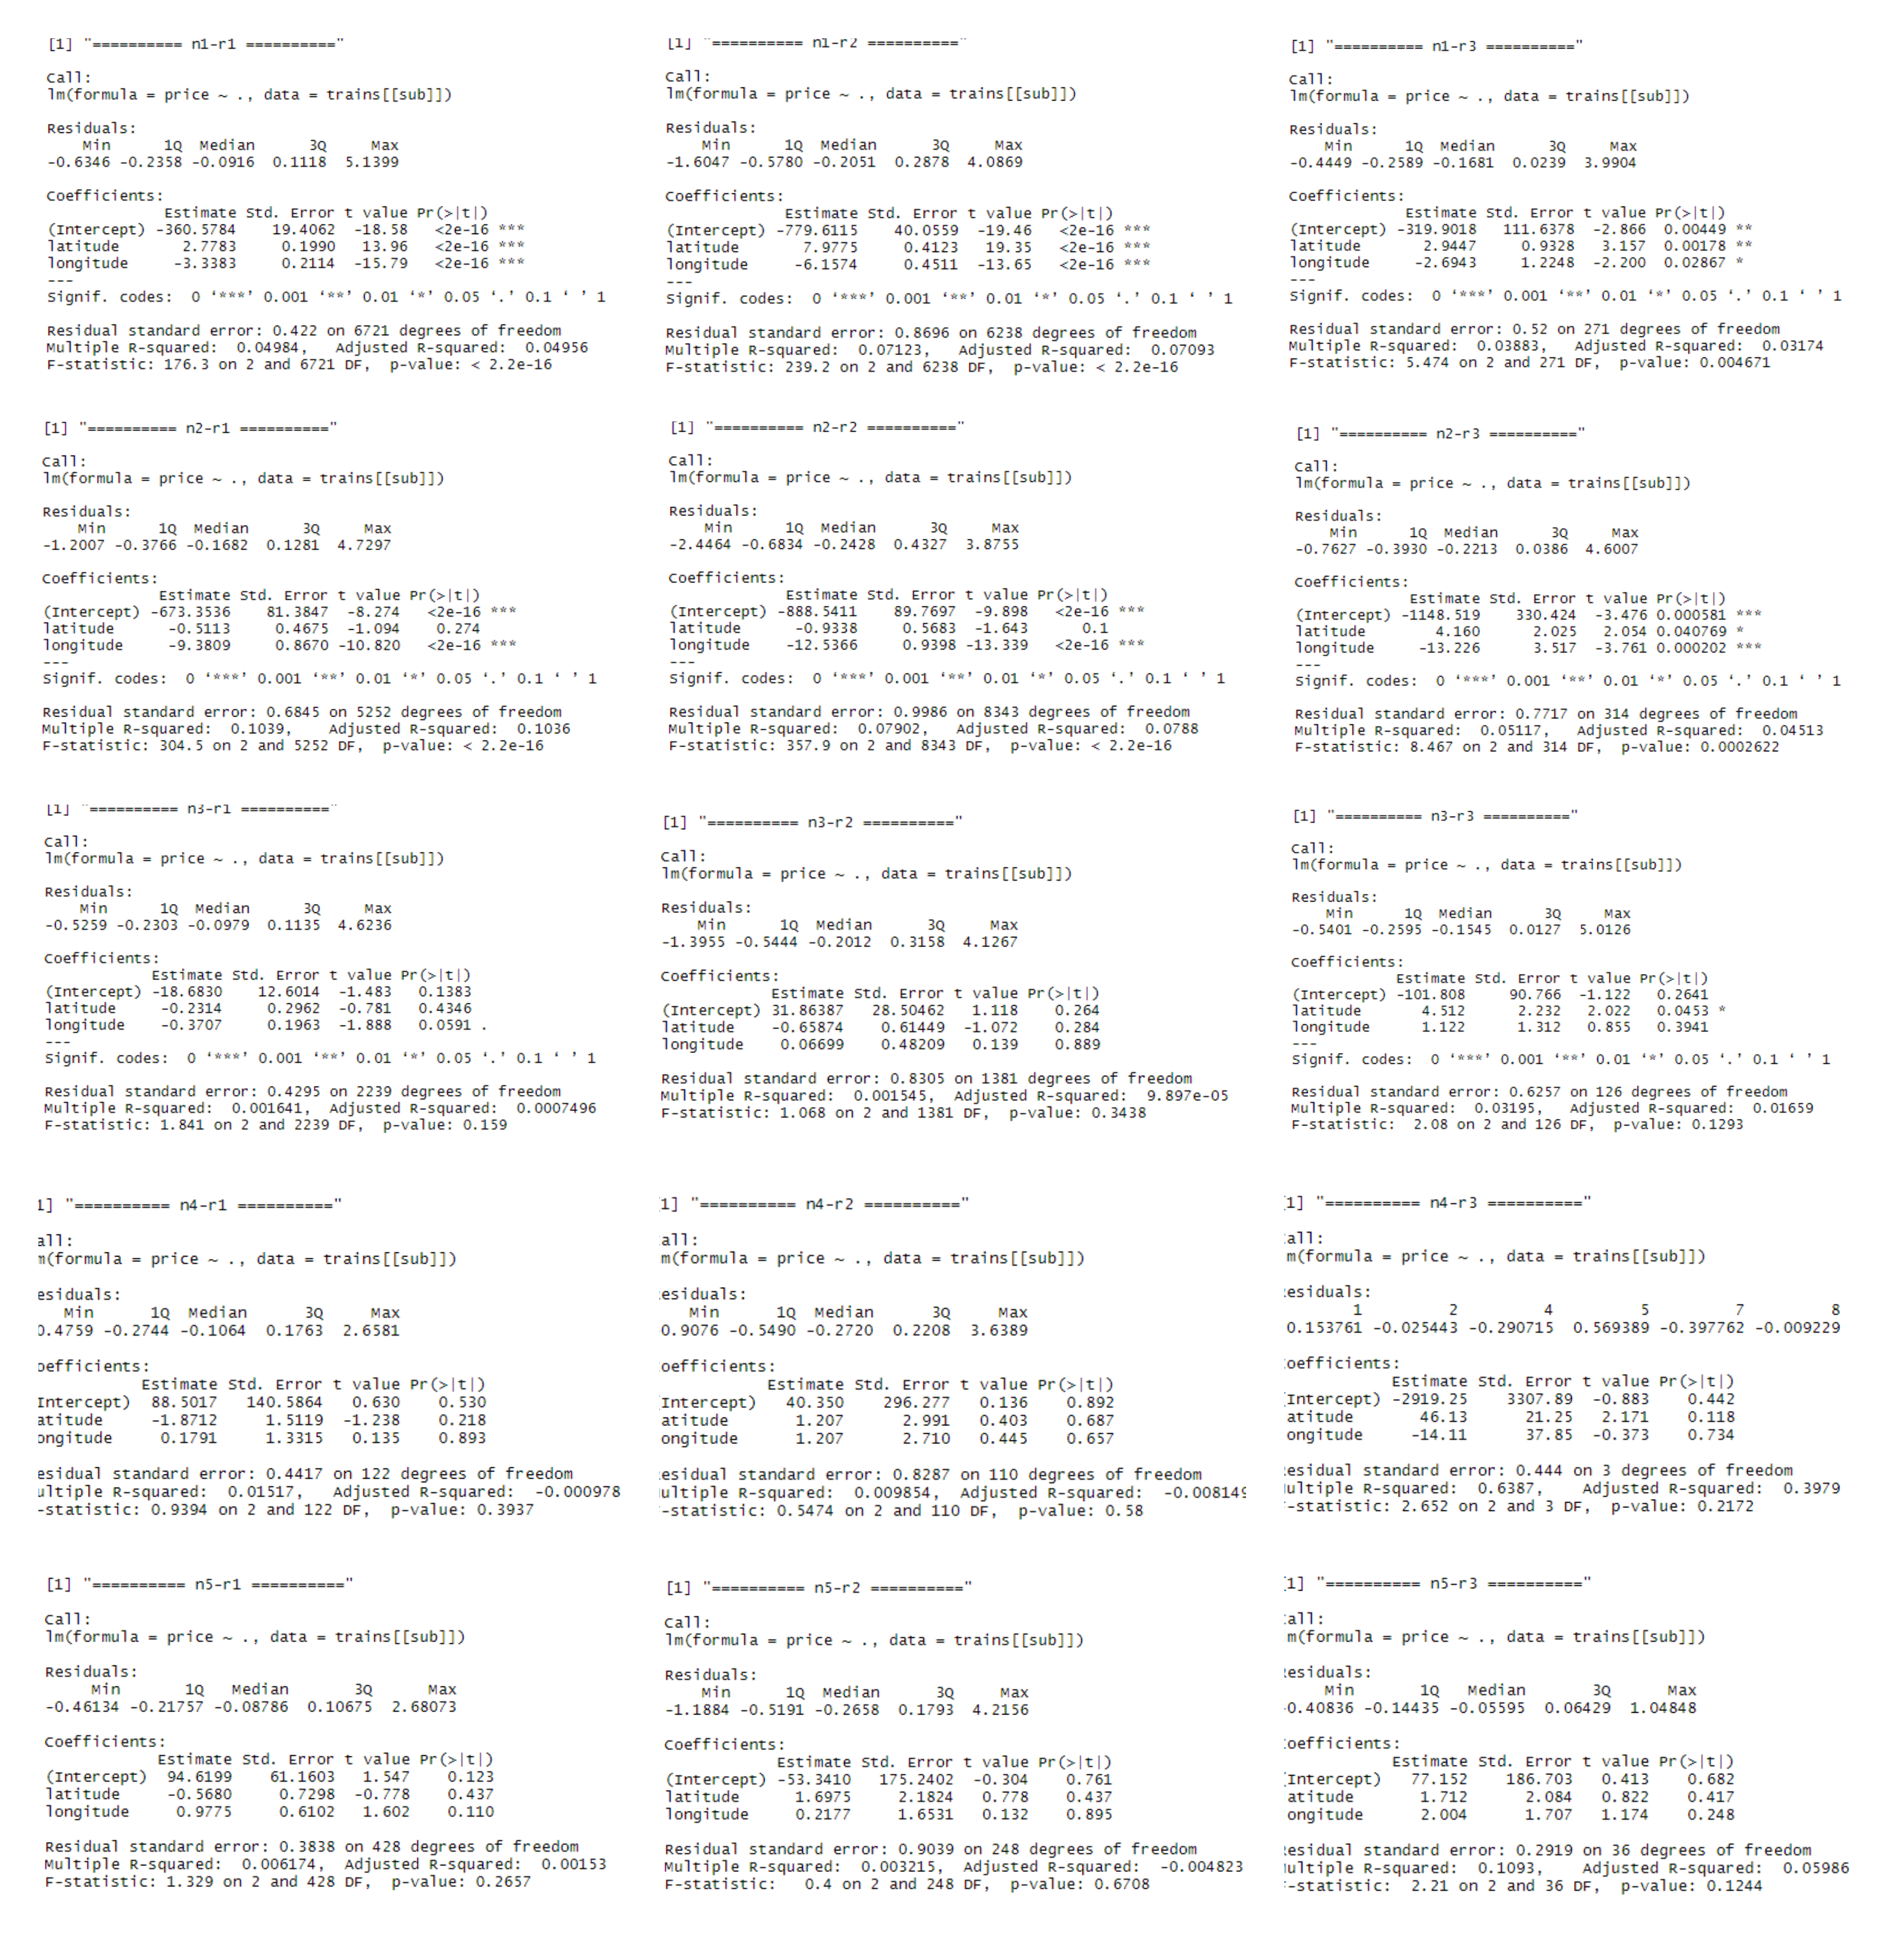 [1] "========== n1-r1 =========="
Call:
lm(formula = price ~ ., data = trains[[sub]])
Residuals:
Min 1Q Median 3Q Max
-0.6346 -0.2358 -0.0916 0.1118 5.1399
Coefficients:
Estimate Std. Error t value Pr(>|t|)
(Intercept) -360.5784 19.4062 -18.58 <2e-16 ***
latitude 2.7783 0.1990 13.96 <2e-16 ***
longitude -3.3383 0.2114 -15.79 <2e-16 ***
---
Signif. codes: 0 ‘***’ 0.001 ‘**’ 0.01 ‘*’ 0.05 ‘.’ 0.1 ‘ ’ 1
Residual standard error: 0.422 on 6721 degrees of freedom
Multiple R-squared: 0.04984, Adjusted R-squared: 0.04956
F-statistic: 176.3 on 2 and 6721 DF, p-value: < 2.2e-16
[1] "========== n1-r2 =========="
Call:
lm(formula = price ~ ., data = trains[[sub]])
Residuals:
Min 1Q Median 3Q Max
-1.6047 -0.5780 -0.2051 0.2878 4.0869
Coefficients:
Estimate Std. Error t value Pr(>|t|)
(Intercept) -779.6115 40.0559 -19.46 <2e-16 ***
latitude 7.9775 0.4123 19.35 <2e-16 ***
longitude -6.1574 0.4511 -13.65 <2e-16 ***
---
Signif. codes: 0 ‘***’ 0.001 ‘**’ 0.01 ‘*’ 0.05 ‘.’ 0.1 ‘ ’ 1
Residual standard error: 0.8696 on 6238 degrees of freedom
Multiple R-squared: 0.07123, Adjusted R-squared: 0.07093
F-statistic: 239.2 on 2 and 6238 DF, p-value: < 2.2e-16
[1] "========== n1-r3 =========="
Call:
lm(formula = price ~ ., data = trains[[sub]])
Residuals:
Min 1Q Median 3Q Max
-0.4449 -0.2589 -0.1681 0.0239 3.9904
Coefficients:
Estimate Std. Error t value Pr(>|t|)
(Intercept) -319.9018 111.6378 -2.866 0.00449 **
latitude 2.9447 0.9328 3.157 0.00178 **
longitude -2.6943 1.2248 -2.200 0.02867 *
---
Signif. codes: 0 ‘***’ 0.001 ‘**’ 0.01 ‘*’ 0.05 ‘.’ 0.1 ‘ ’ 1
Residual standard error: 0.52 on 271 degrees of freedom
Multiple R-squared: 0.03883, Adjusted R-squared: 0.03174
F-statistic: 5.474 on 2 and 271 DF, p-value: 0.004671
[1] "========== n2-r1 =========="
Call:
lm(formula = price ~ ., data = trains[[sub]])
Residuals:
Min 1Q Median 3Q Max
-1.2007 -0.3766 -0.1682 0.1281 4.7297
Coefficients:
Estimate Std. Error t value Pr(>|t|)
(Intercept) -673.3536 81.3847 -8.274 <2e-16 ***
latitude -0.5113 0.4675 -1.094 0.274
longitude -9.3809 0.8670 -10.820 <2e-16 ***
---
Signif. codes: 0 ‘***’ 0.001 ‘**’ 0.01 ‘*’ 0.05 ‘.’ 0.1 ‘ ’ 1
Residual standard error: 0.6845 on 5252 degrees of freedom
Multiple R-squared: 0.1039, Adjusted R-squared: 0.1036
F-statistic: 304.5 on 2 and 5252 DF, p-value: < 2.2e-16
[1] "========== n2-r2 =========="
Call:
lm(formula = price ~ ., data = trains[[sub]])
Residuals:
Min 1Q Median 3Q Max
-2.4464 -0.6834 -0.2428 0.4327 3.8755
Coefficients:
Estimate Std. Error t value Pr(>|t|)
(Intercept) -888.5411 89.7697 -9.898 <2e-16 ***
latitude -0.9338 0.5683 -1.643 0.1
longitude -12.5366 0.9398 -13.339 <2e-16 ***
---
Signif. codes: 0 ‘***’ 0.001 ‘**’ 0.01 ‘*’ 0.05 ‘.’ 0.1 ‘ ’ 1
Residual standard error: 0.9986 on 8343 degrees of freedom
Multiple R-squared: 0.07902, Adjusted R-squared: 0.0788
F-statistic: 357.9 on 2 and 8343 DF, p-value: < 2.2e-16
[1] "========== n2-r3 =========="
Call:
lm(formula = price ~ ., data = trains[[sub]])
Residuals:
Min 1Q Median 3Q Max
-0.7627 -0.3930 -0.2213 0.0386 4.6007
Coefficients:
Estimate Std. Error t value Pr(>|t|)
(Intercept) -1148.519 330.424 -3.476 0.000581 ***
latitude 4.160 2.025 2.054 0.040769 *
longitude -13.226 3.517 -3.761 0.000202 ***
---
Signif. codes: 0 ‘***’ 0.001 ‘**’ 0.01 ‘*’ 0.05 ‘.’ 0.1 ‘ ’ 1
Residual standard error: 0.7717 on 314 degrees of freedom
Multiple R-squared: 0.05117, Adjusted R-squared: 0.04513
F-statistic: 8.467 on 2 and 314 DF, p-value: 0.0002622
[1] "========== n3-r1 =========="
Call:
lm(formula = price ~ ., data = trains[[sub]])
Residuals:
Min 1Q Median 3Q Max
-0.5259 -0.2303 -0.0979 0.1135 4.6236
Coefficients:
Estimate Std. Error t value Pr(>|t|)
(Intercept) -18.6830 12.6014 -1.483 0.1383
latitude -0.2314 0.2962 -0.781 0.4346
longitude -0.3707 0.1963 -1.888 0.0591 .
---
Signif. codes: 0 ‘***’ 0.001 ‘**’ 0.01 ‘*’ 0.05 ‘.’ 0.1 ‘ ’ 1
Residual standard error: 0.4295 on 2239 degrees of freedom
Multiple R-squared: 0.001641, Adjusted R-squared: 0.0007496
F-statistic: 1.841 on 2 and 2239 DF, p-value: 0.159
[1] "========== n3-r2 =========="
Call:
lm(formula = price ~ ., data = trains[[sub]])
Residuals:
Min 1Q Median 3Q Max
-1.3955 -0.5444 -0.2012 0.3158 4.1267
Coefficients:
Estimate Std. Error t value Pr(>|t|)
(Intercept) 31.86387 28.50462 1.118 0.264
latitude -0.65874 0.61449 -1.072 0.284
longitude 0.06699 0.48209 0.139 0.889
Residual standard error: 0.8305 on 1381 degrees of freedom
Multiple R-squared: 0.001545, Adjusted R-squared: 9.897e-05
F-statistic: 1.068 on 2 and 1381 DF, p-value: 0.3438
[1] "========== n3-r3 =========="
Call:
lm(formula = price ~ ., data = trains[[sub]])
Residuals:
Min 1Q Median 3Q Max
-0.5401 -0.2595 -0.1545 0.0127 5.0126
Coefficients:
Estimate Std. Error t value Pr(>|t|)
(Intercept) -101.808 90.766 -1.122 0.2641
latitude 4.512 2.232 2.022 0.0453 *
longitude 1.122 1.312 0.855 0.3941
---
Signif. codes: 0 ‘***’ 0.001 ‘**’ 0.01 ‘*’ 0.05 ‘.’ 0.1 ‘ ’ 1
Residual standard error: 0.6257 on 126 degrees of freedom
Multiple R-squared: 0.03195, Adjusted R-squared: 0.01659
F-statistic: 2.08 on 2 and 126 DF, p-value: 0.1293
1] "========== n4-r1 =========="
all:
m(formula = price ~ ., data = trains[[sub]])
esiduals:
Min 1Q Median 3Q Max
0.4759 -0.2744 -0.1064 0.1763 2.6581
oefficients:
Estimate Std. Error t value Pr(>|t|)
Intercept) 88.5017 140.5864 0.630 0.530
atitude -1.8712 1.5119 -1.238 0.218
ongitude 0.1791 1.3315 0.135 0.893
esidual standard error: 0.4417 on 122 degrees of freedom
ultiple R-squared: 0.01517, Adjusted R-squared: -0.000978
-statistic: 0.9394 on 2 and 122 DF, p-value: 0.3937
1] "========== n4-r2 =========="
all:
m(formula = price ~ ., data = trains[[sub]])
esiduals:
Min 1Q Median 3Q Max
0.9076 -0.5490 -0.2720 0.2208 3.6389
oefficients:
Estimate Std. Error t value Pr(>|t|)
Intercept) 40.350 296.277 0.136 0.892
atitude 1.207 2.991 0.403 0.687
ongitude 1.207 2.710 0.445 0.657
esidual standard error: 0.8287 on 110 degrees of freedom
ultiple R-squared: 0.009854, Adjusted R-squared: -0.008149
-statistic: 0.5474 on 2 and 110 DF, p-value: 0.58
1] "========== n4-r3 =========="
all:
m(formula = price ~ ., data = trains[[sub]])
esiduals:
1 2 4 5 7 8
0.153761 -0.025443 -0.290715 0.569389 -0.397762 -0.009229
oefficients:
Estimate Std. Error t value Pr(>|t|)
Intercept) -2919.25 3307.89 -0.883 0.442
atitude 46.13 21.25 2.171 0.118
ongitude -14.11 37.85 -0.373 0.734
esidual standard error: 0.444 on 3 degrees of freedom
ultiple R-squared: 0.6387, Adjusted R-squared: 0.3979
-statistic: 2.652 on 2 and 3 DF, p-value: 0.2172
[1] "========== n5-r1 =========="
Call:
lm(formula = price ~ ., data = trains[[sub]])
Residuals:
Min 1Q Median 3Q Max
-0.46134 -0.21757 -0.08786 0.10675 2.68073
Coefficients:
Estimate Std. Error t value Pr(>|t|)
(Intercept) 94.6199 61.1603 1.547 0.123
latitude -0.5680 0.7298 -0.778 0.437
longitude 0.9775 0.6102 1.602 0.110
Residual standard error: 0.3838 on 428 degrees of freedom
Multiple R-squared: 0.006174, Adjusted R-squared: 0.00153
F-statistic: 1.329 on 2 and 428 DF, p-value: 0.2657
[1] "========== n5-r2 =========="
Call:
lm(formula = price ~ ., data = trains[[sub]])
Residuals:
Min 1Q Median 3Q Max
-1.1884 -0.5191 -0.2658 0.1793 4.2156
Coefficients:
Estimate Std. Error t value Pr(>|t|)
(Intercept) -53.3410 175.2402 -0.304 0.761
latitude 1.6975 2.1824 0.778 0.437
longitude 0.2177 1.6531 0.132 0.895
Residual standard error: 0.9039 on 248 degrees of freedom
Multiple R-squared: 0.003215, Adjusted R-squared: -0.004823
F-statistic: 0.4 on 2 and 248 DF, p-value: 0.6708
1] "========== n5-r3 =========="
all:
m(formula = price ~ ., data = trains[[sub]])
esiduals:
Min 1Q Median 3Q Max
-0.40836 -0.14435 -0.05595 0.06429 1.04848
oefficients:
Estimate Std. Error t value Pr(>|t|)
Intercept) 77.152 186.703 0.413 0.682
atitude 1.712 2.084 0.822 0.417
ongitude 2.004 1.707 1.174 0.248
esidual standard error: 0.2919 on 36 degrees of freedom
ultiple R-squared: 0.1093, Adjusted R-squared: 0.05986
-statistic: 2.21 on 2 and 36 DF, p-value: 0.1244